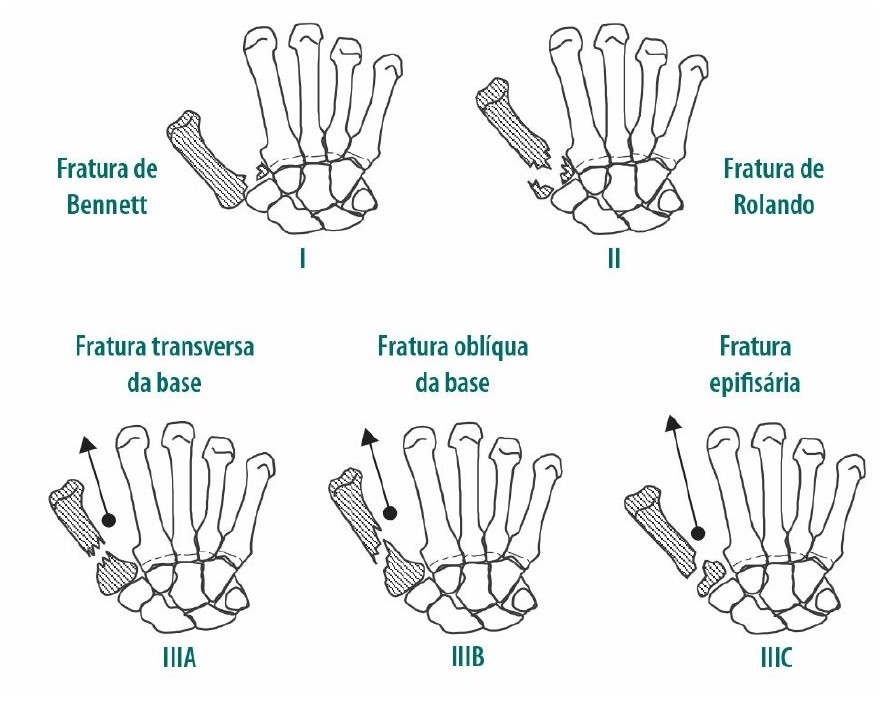 Fratura de
Bennett
Fratura de
Rolando
I
II
Fratura transversa
da base
Fratura oblíqua
da base
Fratura
epifisária
IIIA
IIIB
IIIC